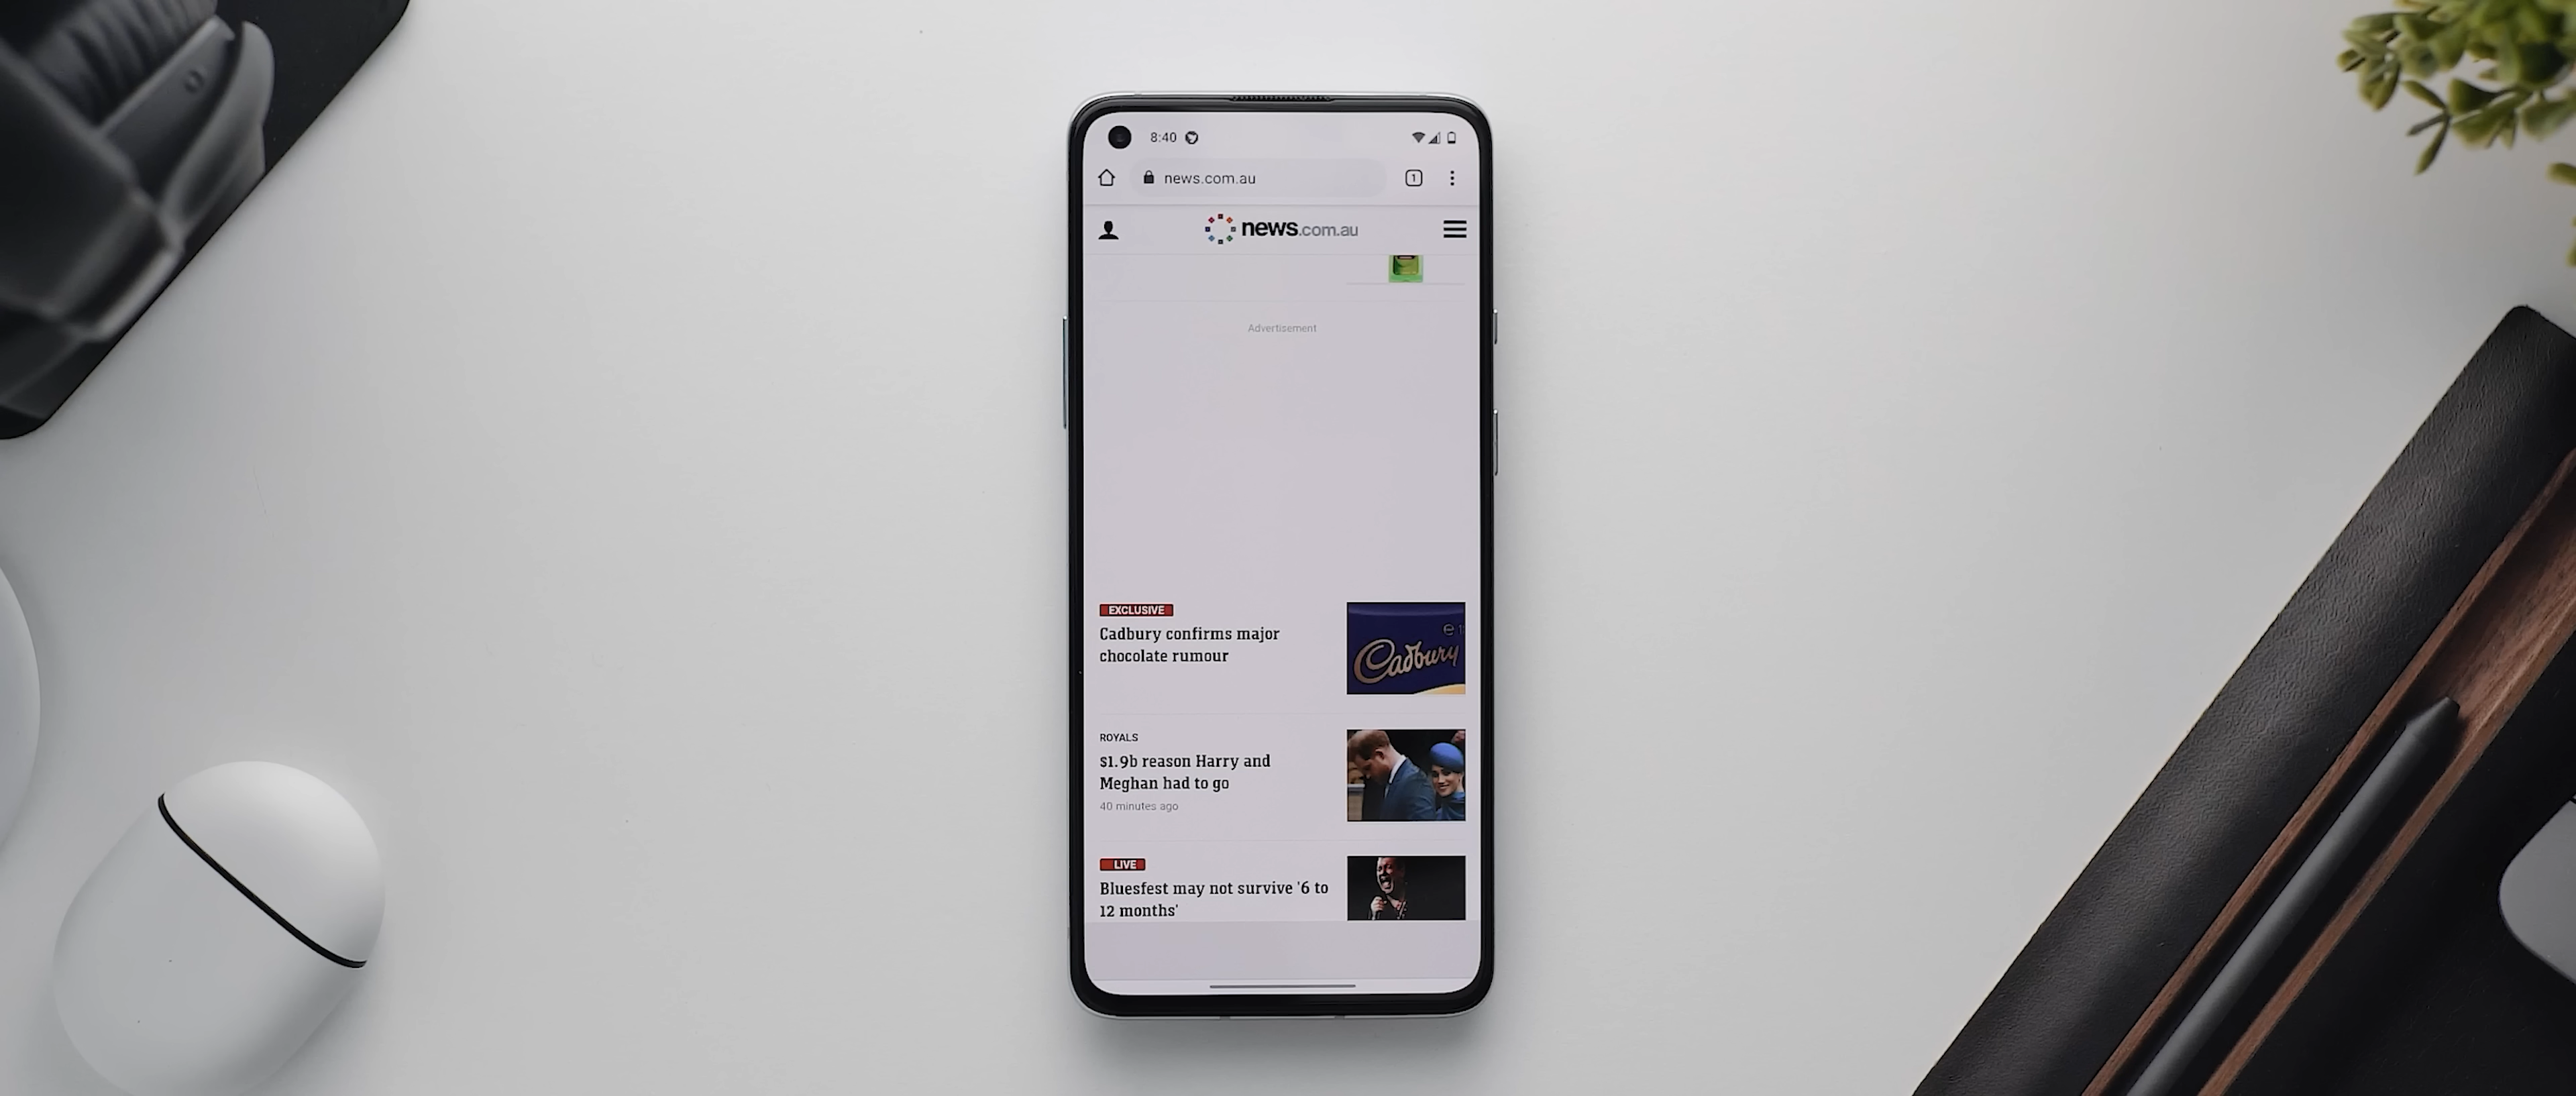 8:40
news.com.au
1
news.com.au
Advertisement
EXCLUSIVE
Cadbury confirms major
chocolate rumour
e 1
Cadbury
ROYALS
$1.9b reason Harry and
Meghan had to go
40 minutes ago
LIVE
Bluesfest may not survive '6 to
12 months'